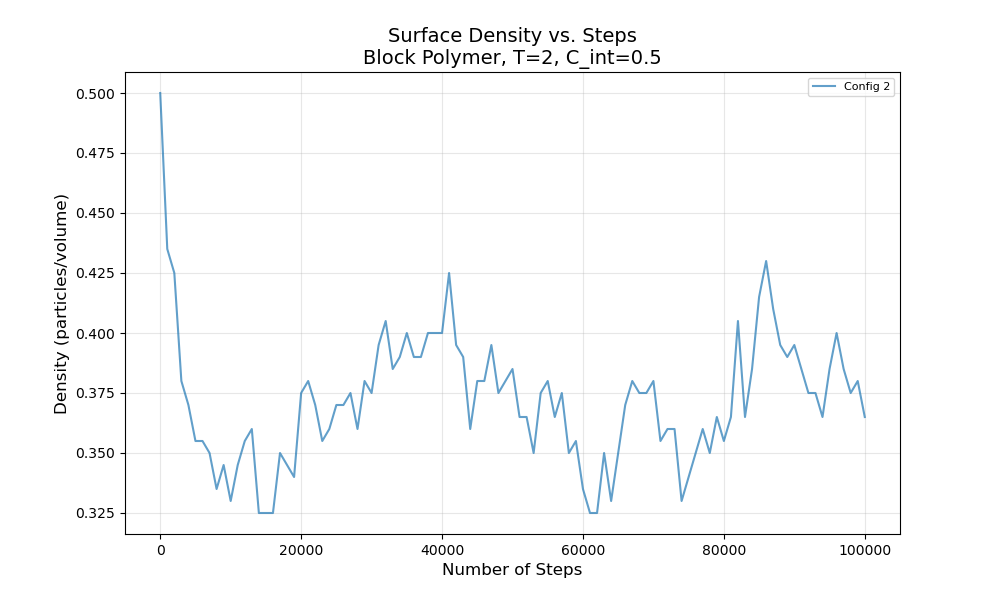 Surface Density vs. Steps
Block Polymer, T=2, C_int=0.5
Config 2
Density (particles/volume)
0.500
0.475
0.450
0.425
0.400
0.375
0.350
0.325
0 20000 40000 60000 80000 100000
Number of Steps